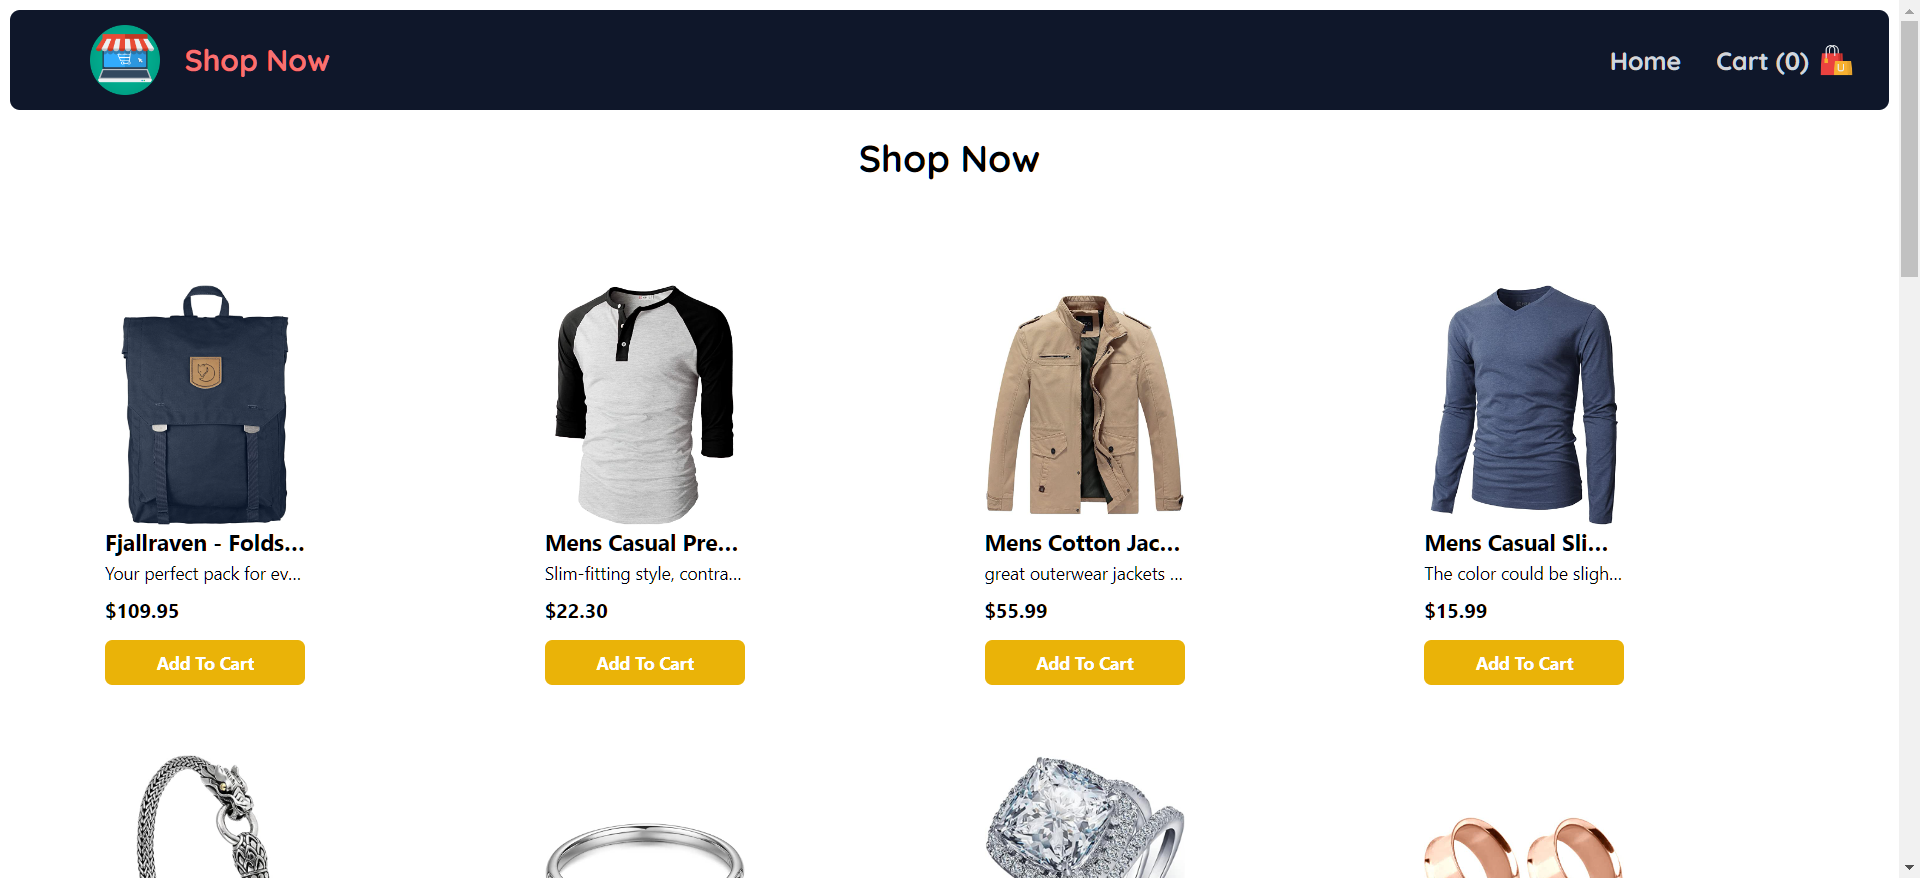 Shop Now
Home
Cart (0)
U
Shop Now
Fjallraven - Folds...
Your perfect pack for ev...
$109.95
Add To Cart
Mens Casual Pre...
Slim-fitting style, contra...
$22.30
Add To Cart
Mens Cotton Jac...
great outerwear jackets ...
$55.99
Add To Cart
Mens Casual Sli...
The color could be sligh...
$15.99
Add To Cart